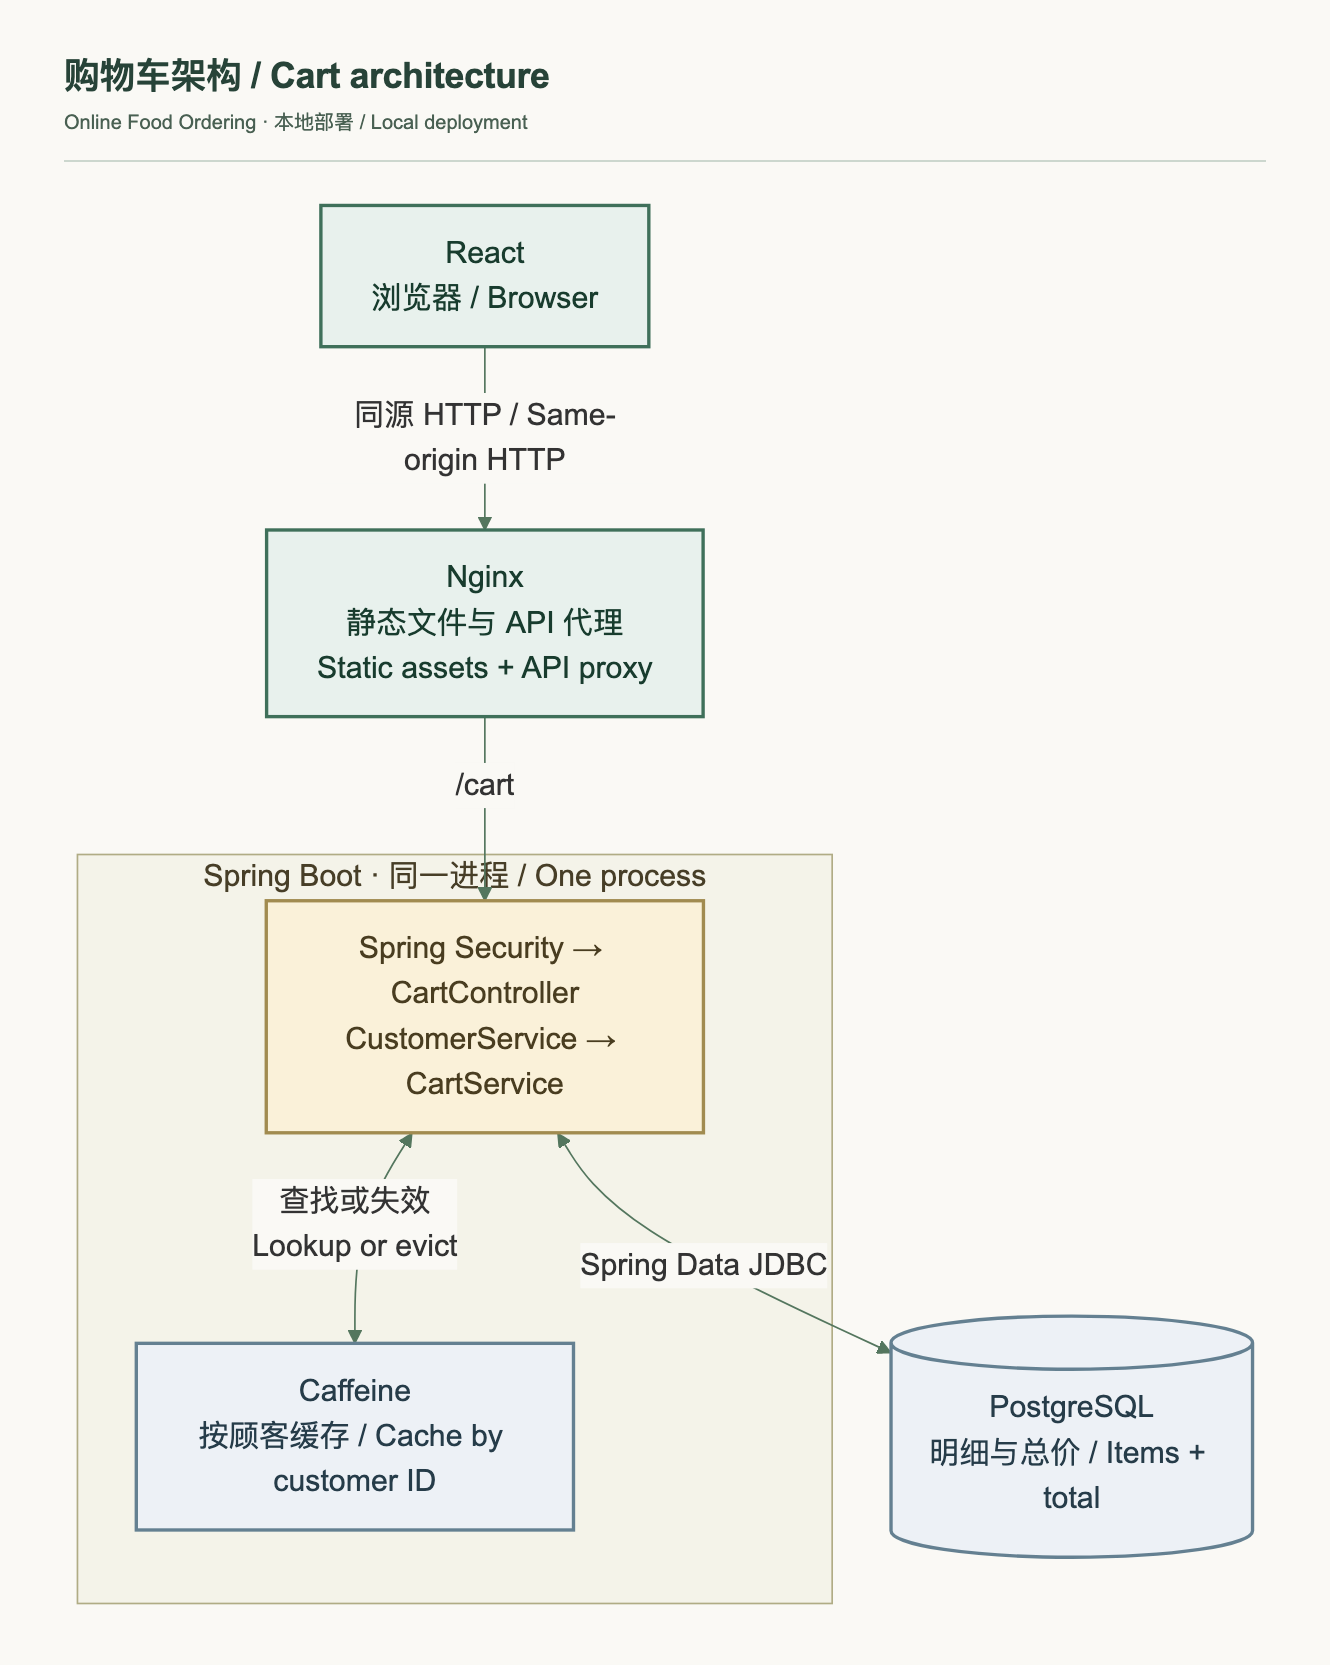 购物车架构 / Cart architecture
Online Food Ordering · 本地部署 / Local deployment
React
浏览器 / Browser
同源 HTTP / Same-
origin HTTP
Nginx
静态文件与 API 代理
Static assets + API proxy
/cart
Spring Boot · 同一进程 / One process
Spring Security →
CartController
CustomerService →
CartService
查找或失效
Lookup or evict
Spring Data JDBC
Caffeine
按顾客缓存 / Cache by
customer ID
PostgreSQL
明细与总价 / Items +
total